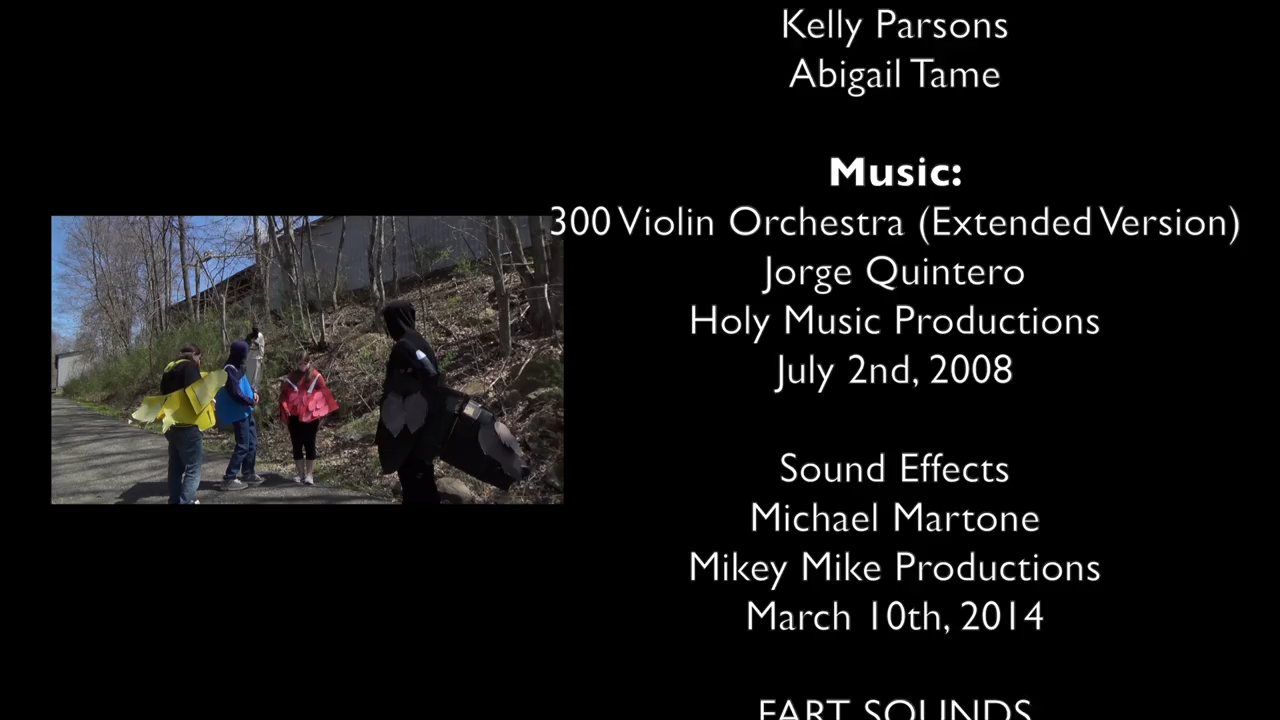 Kelly Parsons
Abigail Tame
Music:
300 Violin Orchestra (Extended Version)
Jorge Quintero
Holy Music Productions
July 2nd, 2008
Sound Effects
Michael Martone
Mikey Mike Productions
March 10th, 2014
FART SOUNDS